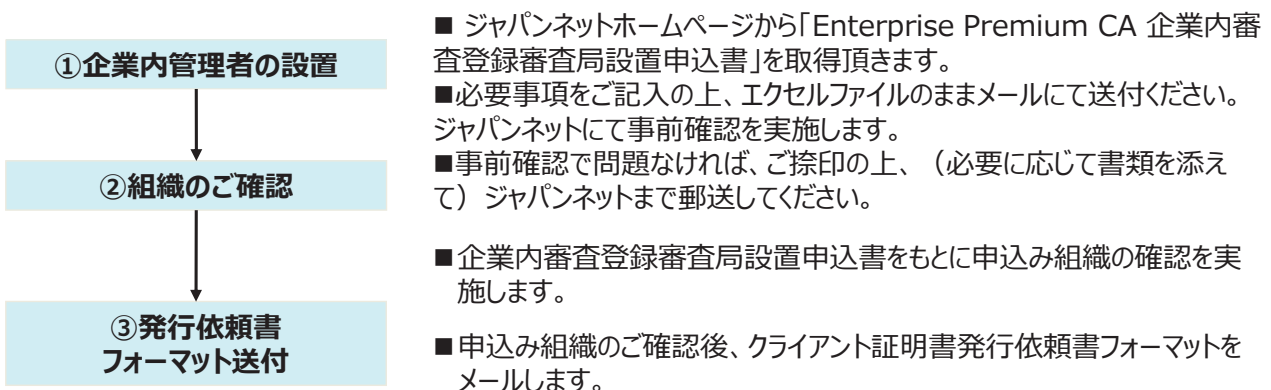 ①企業内管理者の設置
②組織のご確認
③発行依頼書
フォーマット送付
■ ジャパンネットホームページから「Enterprise Premium CA 企業内審
査登録審査局設置申込書」を取得頂きます。
■必要事項をご記入の上、エクセルファイルのままメールにて送付ください。
ジャパンネットにて事前確認を実施します。
■事前確認で問題なければ、ご捺印の上、（必要に応じて書類を添え
て）ジャパンネットまで郵送してください。
■企業内審査登録審査局設置申込書をもとに申込み組織の確認を実
施します。
■申込み組織のご確認後、クライアント証明書発行依頼書フォーマットを
メールします。